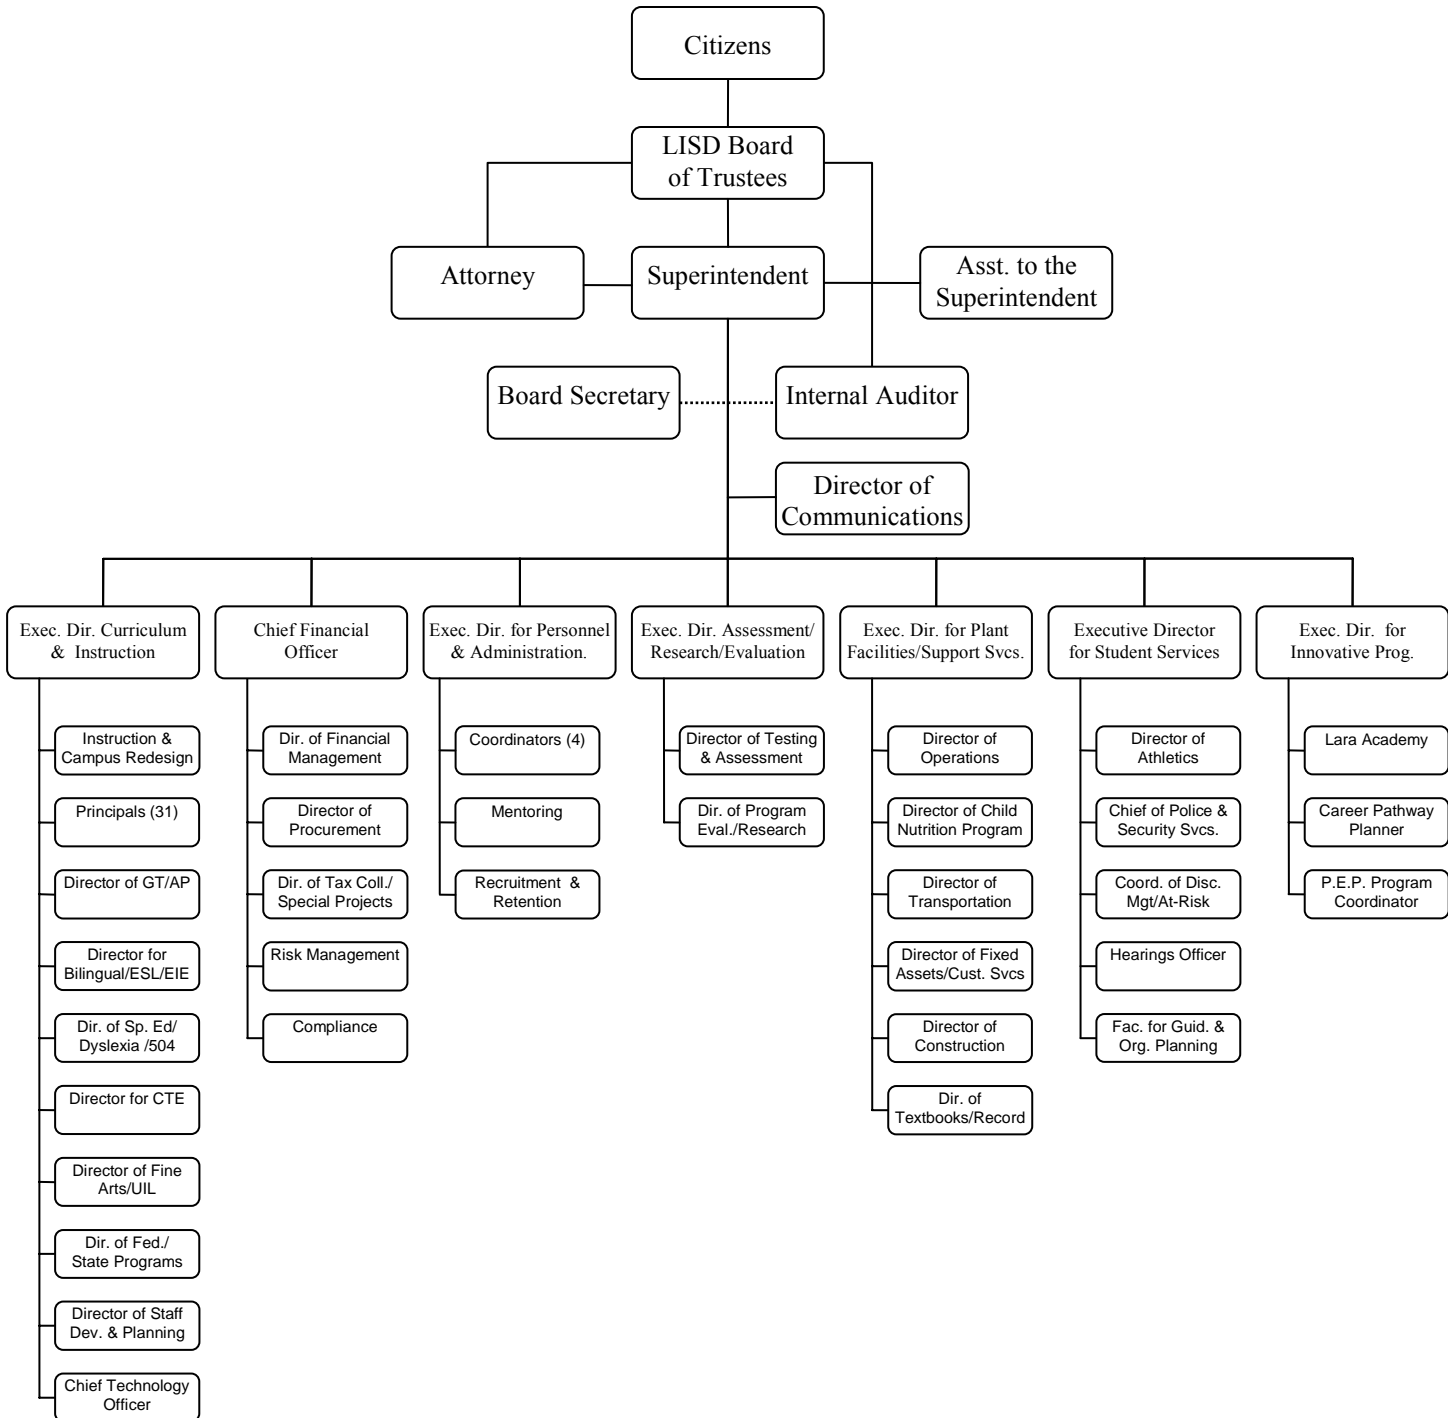 Citizens
LISD Board
of Trustees
Attorney
Superintendent
Asst. to the
Superintendent
Board Secretary
Internal Auditor
Director of
Communications
Exec. Dir. Curriculum
& Instruction
Chief Financial
Officer
Exec. Dir. for Personnel
& Administration.
Exec. Dir. Assessment/
Research/Evaluation
Exec. Dir. for Plant
Facilities/Support Svcs.
Executive Director
for Student Services
Exec. Dir. for
Innovative Prog.
Instruction &
Campus Redesign
Principals (31)
Director of GT/AP
Director for
Bilingual/ESL/EIE
Dir. of Sp. Ed/
Dyslexia /504
Director for CTE
Director of Fine
Arts/UIL
Dir. of Fed./
State Programs
Director of Staff
Dev. & Planning
Chief Technology
Officer
Dir. of Financial
Management
Director of
Procurement
Dir. of Tax Coll./
Special Projects
Risk Management
Compliance
Coordinators (4)
Mentoring
Recruitment &
Retention
Director of Testing
& Assessment
Dir. of Program
Eval./Research
Director of
Operations
Director of Child
Nutrition Program
Director of
Transportation
Director of Fixed
Assets/Cust. Svcs
Director of
Construction
Dir. of
Textbooks/Record
Director of
Athletics
Chief of Police &
Security Svcs.
Coord. of Disc.
Mgt/At-Risk
Hearings Officer
Fac. for Guid. &
Org. Planning
Lara Academy
Career Pathway
Planner
P.E.P. Program
Coordinator